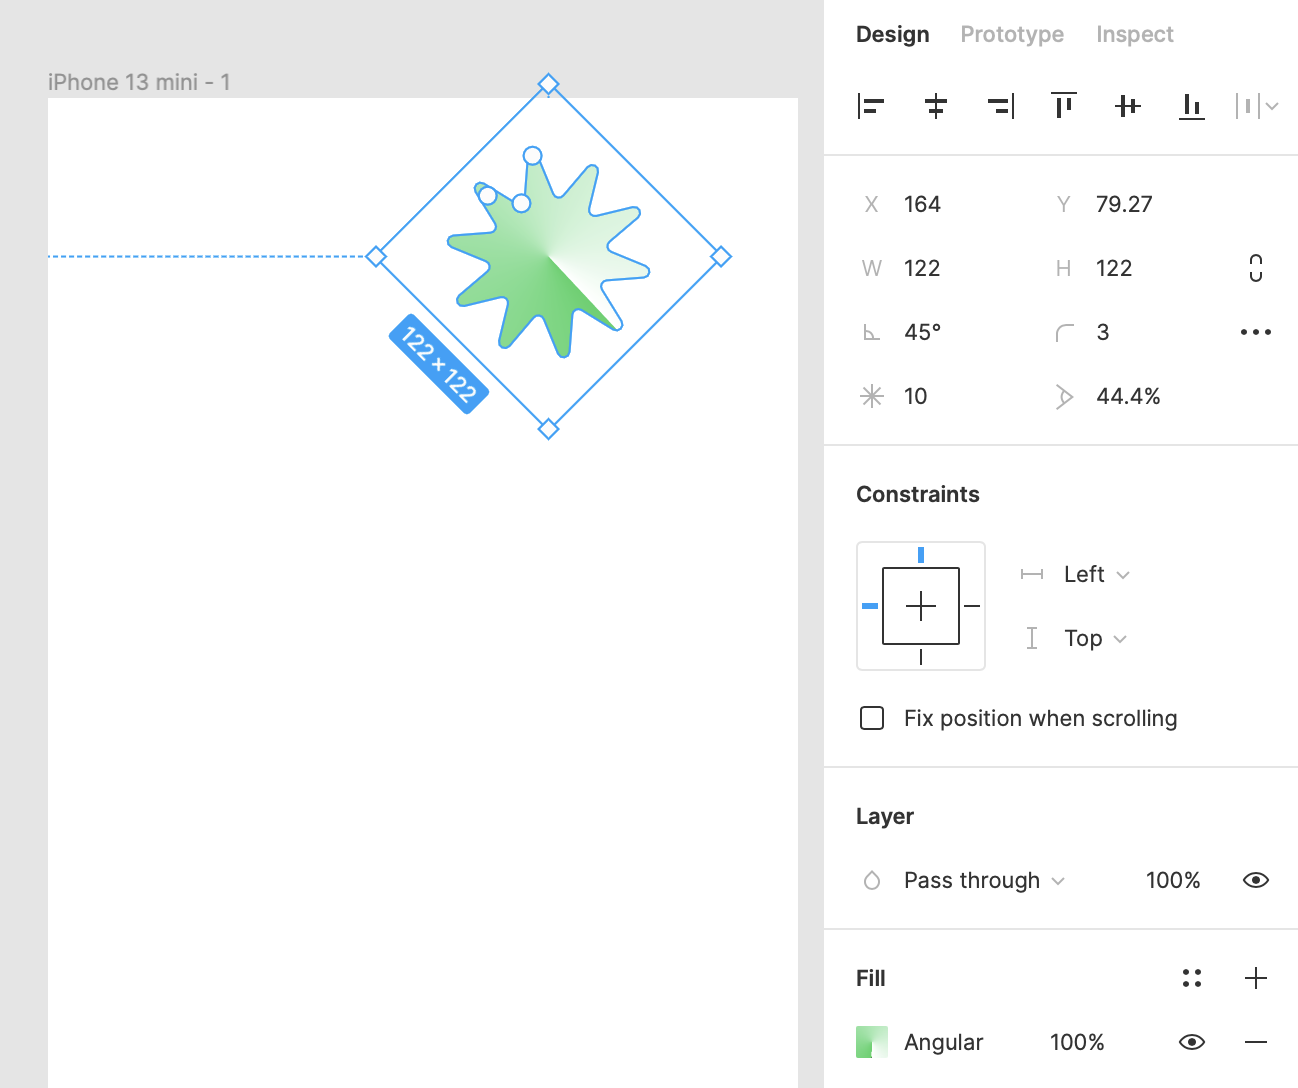 Design Prototype Inspect
iPhone 13 mini - 1
X 164 Y 79.27
W 122 H 122
45° 3
122 × 122
10 44.4%
Constraints
Left
Top
Fix position when scrolling
Layer
Pass through 100%
Fill
Angular 100%